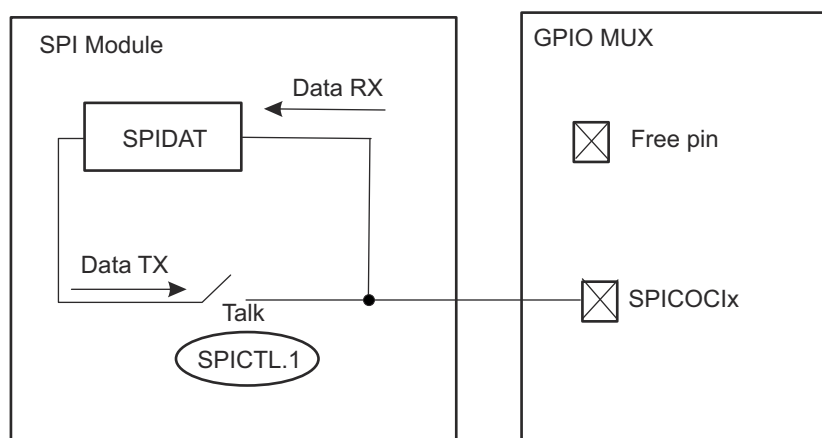 SPI Module
GPIO MUX
Data RX
SPIDAT
Free pin
Data TX
Talk
SPICOCIx
SPICTL.1